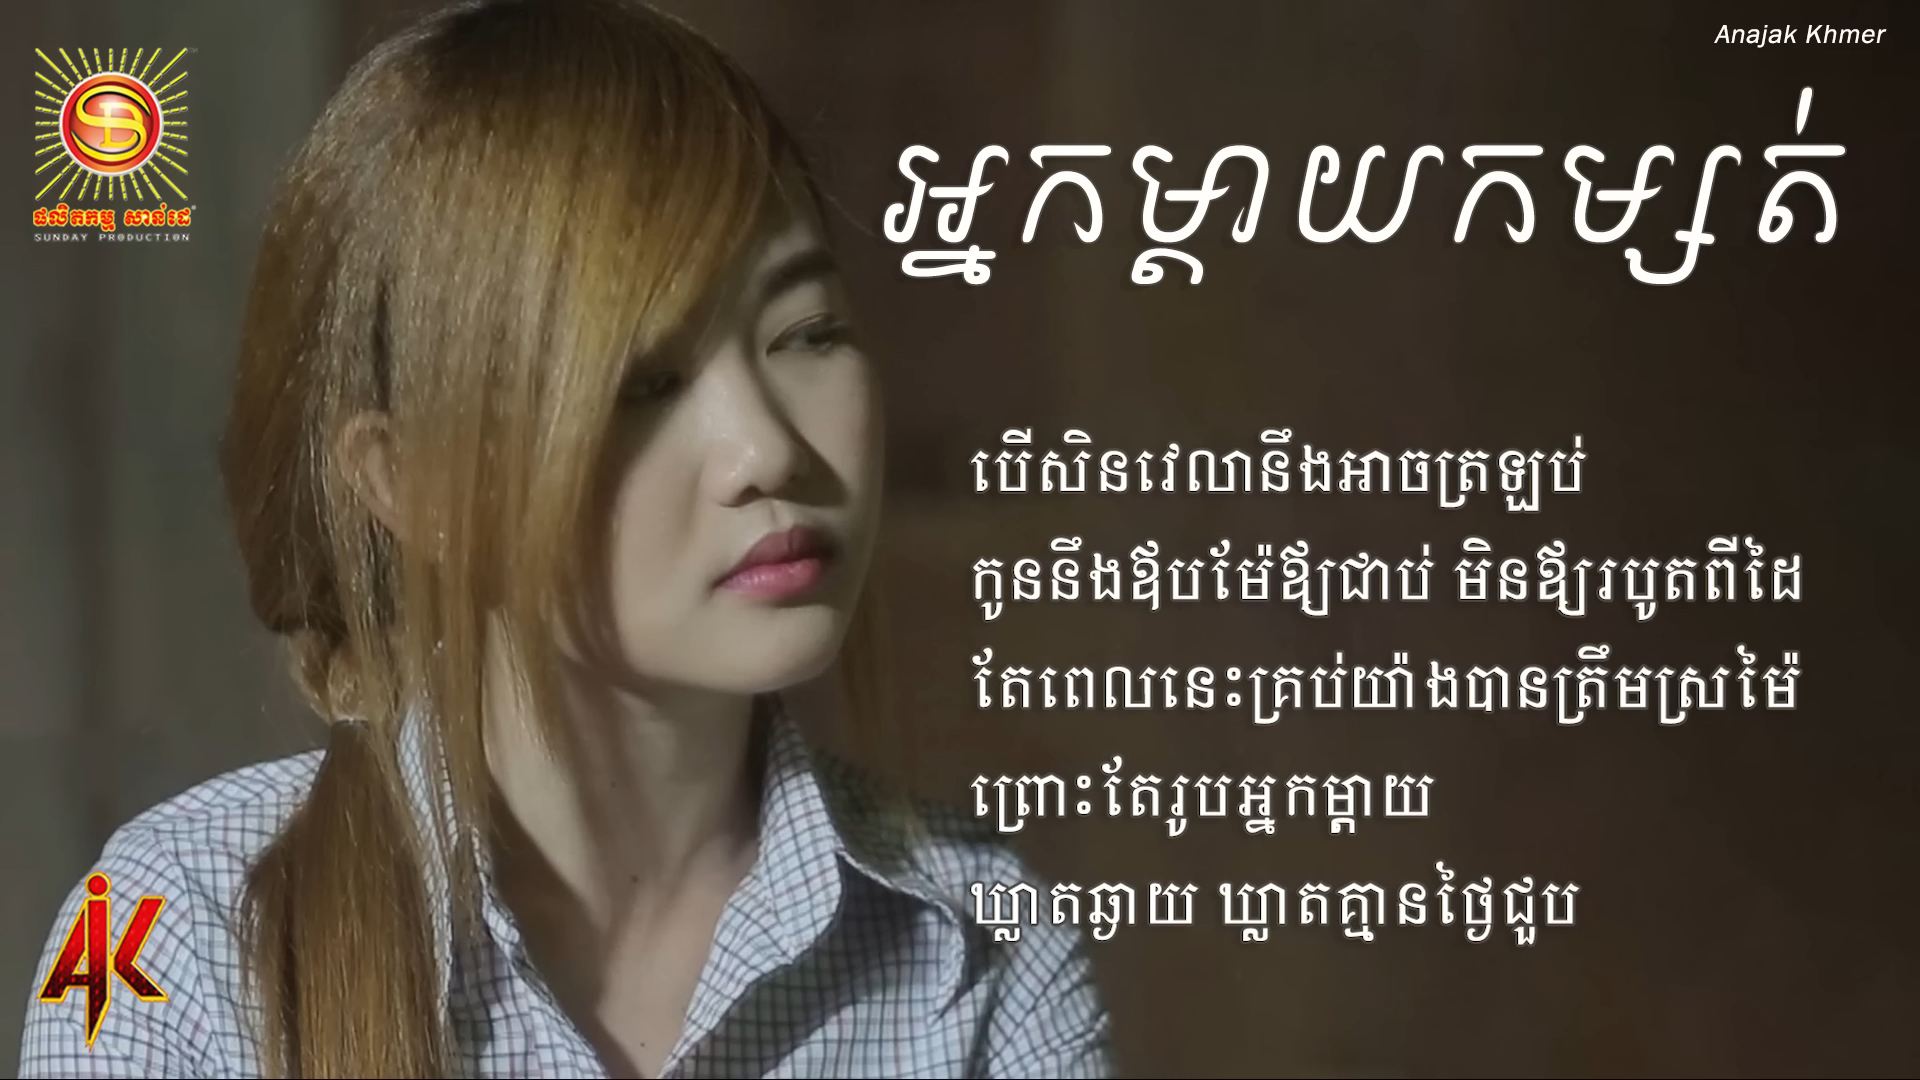 Anajak Khmer
អ្នកម្ដាយកម្សត់
ផលិតកម្ម សាន់ដេ
SUNDAY PRODUCTION
បើសិនវេលានឹងអាចត្រឡប់
កូននឹងឱបម៉ែឱ្យជាប់ មិនឱ្យរបូតពីដៃ
តែពេលនេះគ្រប់យ៉ាងបានត្រឹមស្រម៉ៃ
ព្រោះតែរូបអ្នកម្ដាយ
ឃ្លាតឆ្ងាយ ឃ្លាតគ្មានថ្ងៃជួប
AjK